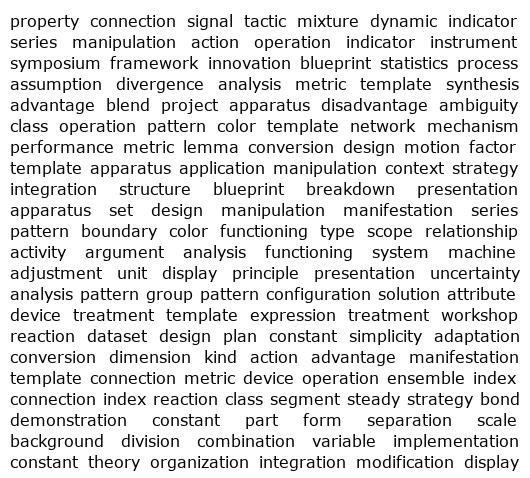 property connection signal tactic mixture dynamic indicator
series manipulation action operation indicator instrument
symposium framework innovation blueprint statistics process
assumption divergence analysis metric template synthesis
advantage blend project apparatus disadvantage ambiguity
class operation pattern color template network mechanism
performance metric lemma conversion design motion factor
template apparatus application manipulation context strategy
integration structure blueprint breakdown presentation
apparatus set design manipulation manifestation series
pattern boundary color functioning type scope relationship
activity argument analysis functioning system machine
adjustment unit display principle presentation uncertainty
analysis pattern group pattern configuration solution attribute
device treatment template expression treatment workshop
reaction dataset design plan constant simplicity adaptation
conversion dimension kind action advantage manifestation
template connection metric device operation ensemble index
connection index reaction class segment steady strategy bond
demonstration constant part form separation scale
background division combination variable implementation
constant theory organization integration modification display